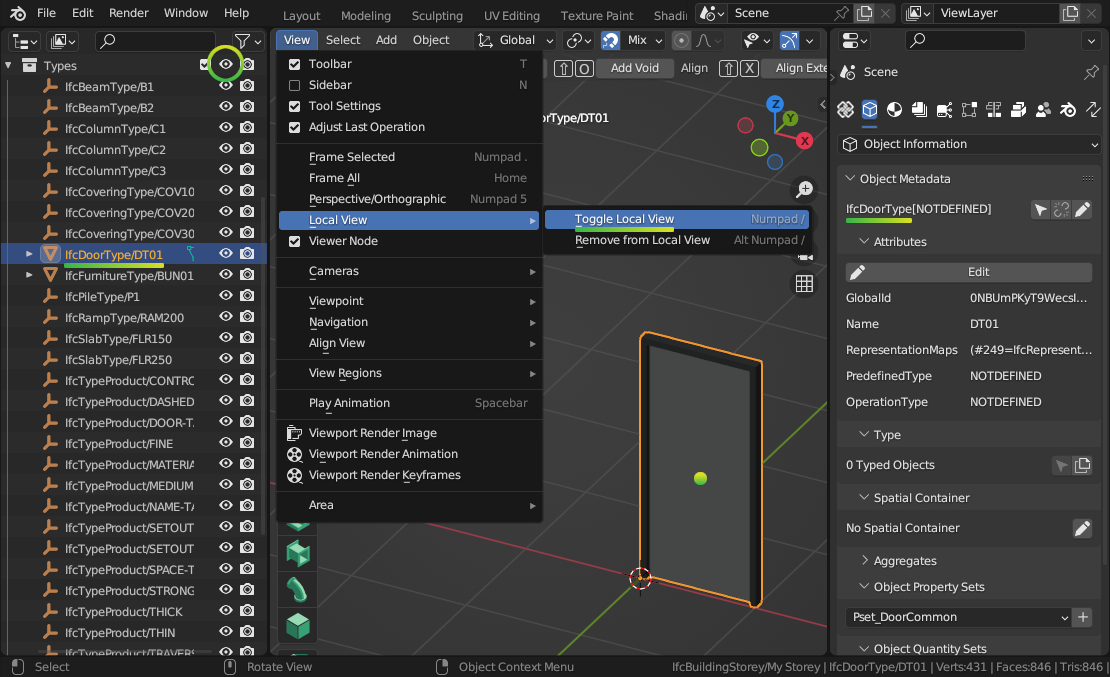 File Edit Render Window Help
Layout Modeling Sculpting UV Editing Texture Paint Shadi
Scene
ViewLayer
View Select Add Object
Global
Mix
Types
IfcBeamType/B1
IfcBeamType/B2
IfcColumnType/C1
IfcColumnType/C2
IfcColumnType/C3
IfcCoveringType/COV10
IfcCoveringType/COV20
IfcCoveringType/COV30
IfcDoorType/DT01
IfcFurnitureType/BUN01
IfcPileType/P1
IfcRampType/RAM200
IfcSlabType/FLR150
IfcSlabType/FLR250
IfcTypeProduct/CONTRC
IfcTypeProduct/DASHED
IfcTypeProduct/DOOR-T
IfcTypeProduct/FINE
IfcTypeProduct/MATERIA
IfcTypeProduct/MEDIUM
IfcTypeProduct/NAME-TA
IfcTypeProduct/SETOUT
IfcTypeProduct/SETOUT
IfcTypeProduct/SPACE-T
IfcTypeProduct/STRONG
IfcTypeProduct/THICK
IfcTypeProduct/THIN
IfcTypeProduct/TRAVERS
Toolbar T
Sidebar N
Tool Settings
Adjust Last Operation
Frame Selected Numpad .
Frame All Home
Perspective/Orthographic Numpad 5
Local View
Viewer Node
Cameras
Viewpoint
Navigation
Align View
View Regions
Play Animation Spacebar
Viewport Render Image
Viewport Render Animation
Viewport Render Keyframes
Area
Toggle Local View Numpad /
Remove from Local View Alt Numpad /
O Add Void Align X Align Exte
orType/DT01
Z
Y
X
Scene
Object Information
Object Metadata
IfcDoorType[NOTDEFINED]
Attributes
Edit
GlobalId 0NBUmPKyT9WecsI...
Name DT01
RepresentationMaps (#249=IfcRepresent...
PredefinedType NOTDEFINED
OperationType NOTDEFINED
Type
0 Typed Objects
Spatial Container
No Spatial Container
Aggregates
Object Property Sets
Pset_DoorCommon
Object Quantity Sets
Select Rotate View Object Context Menu IfcBuildingStorey/My Storey | IfcDoorType/DT01 | Verts:431 | Faces:846 | Tris:846 |